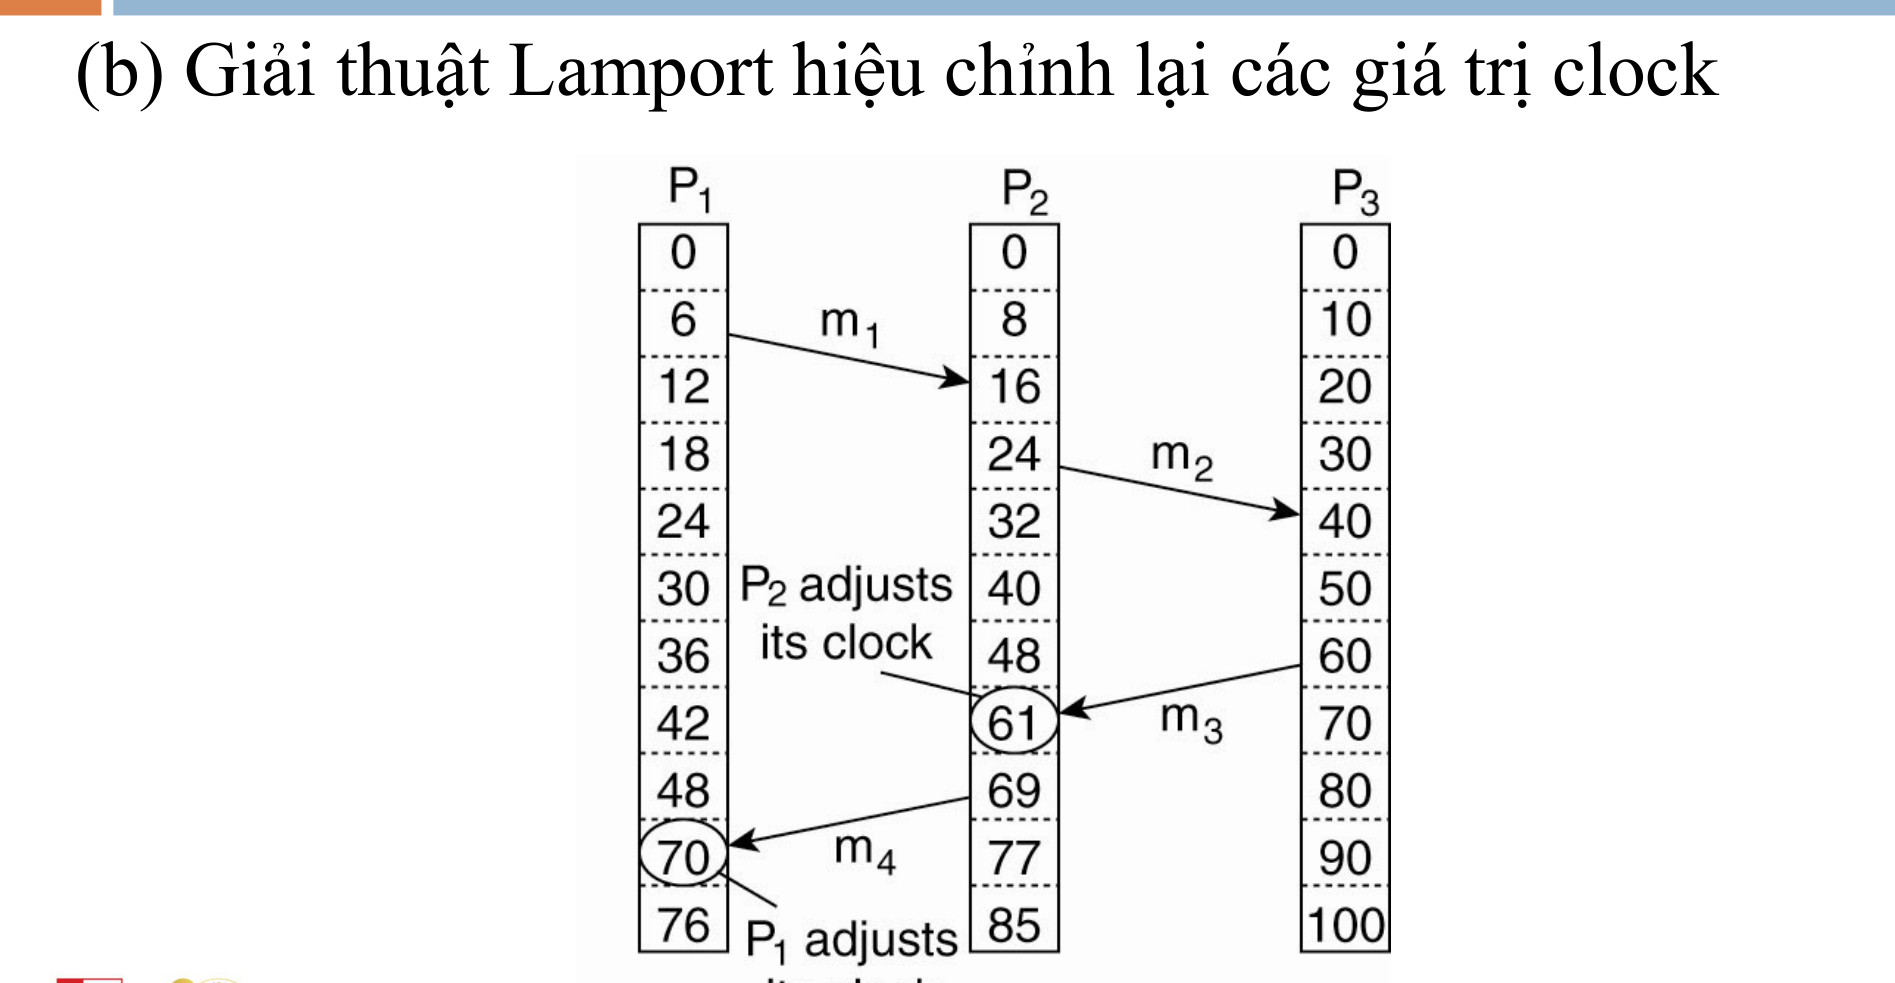 (b) Giải thuật Lamport hiệu chỉnh lại các giá trị clock
P1 P2 P3
0 0 0
6 m1 8 10
12 16 20
18 24 m2 30
24 32 40
30 P2 adjusts 40 50
36 its clock 48 60
42 61 m3 70
48 69 80
70 m4 77 90
76 P1 adjusts 85 100